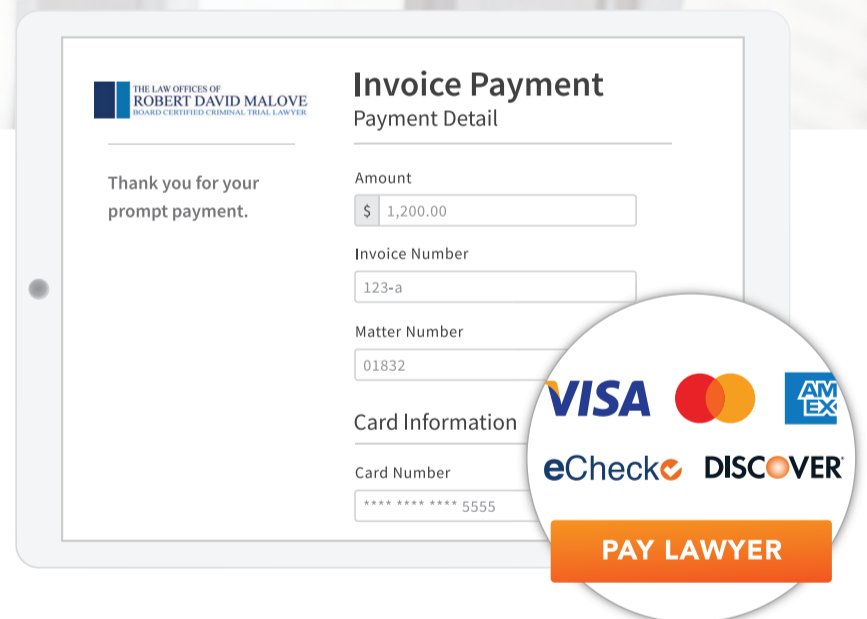 THE LAW OFFICES OF
ROBERT DAVID MALOVE
BOARD CERTIFIED CRIMINAL TRIAL LAWYER
Thank you for your
prompt payment.
Invoice Payment
Payment Detail
Amount
$ 1,200.00
Invoice Number
123-a
Matter Number
01832
Card Information
Card Number
**** **** **** 5555
VISA
AM
EX
eCheck
DISCOVER
PAY LAWYER